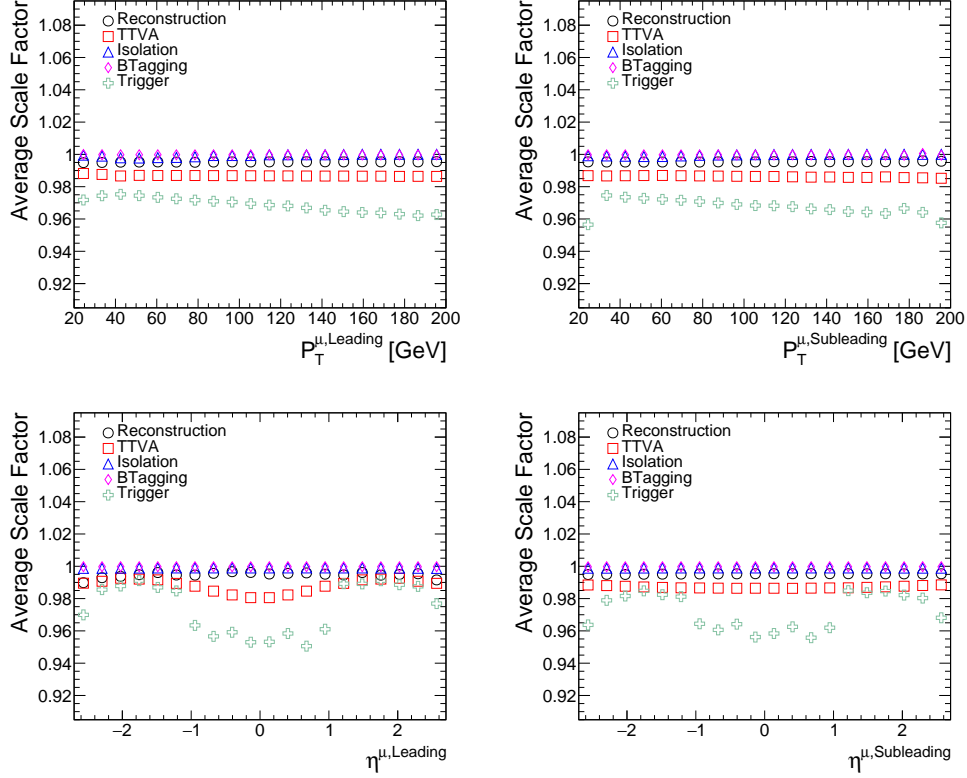 Average Scale Factor
1.08
1.06
1.04
1.02
1
0.98
0.96
0.94
0.92
Reconstruction
TTVA
Isolation
BTagging
Trigger
20 40 60 80 100 120 140 160 180 200
P_T^{μ,Leading} [GeV]
Average Scale Factor
1.08
1.06
1.04
1.02
1
0.98
0.96
0.94
0.92
Reconstruction
TTVA
Isolation
BTagging
Trigger
20 40 60 80 100 120 140 160 180 200
P_T^{μ,Subleading} [GeV]
Average Scale Factor
1.08
1.06
1.04
1.02
1
0.98
0.96
0.94
0.92
Reconstruction
TTVA
Isolation
BTagging
Trigger
−2 −1 0 1 2
η^{μ,Leading}
Average Scale Factor
1.08
1.06
1.04
1.02
1
0.98
0.96
0.94
0.92
Reconstruction
TTVA
Isolation
BTagging
Trigger
−2 −1 0 1 2
η^{μ,Subleading}